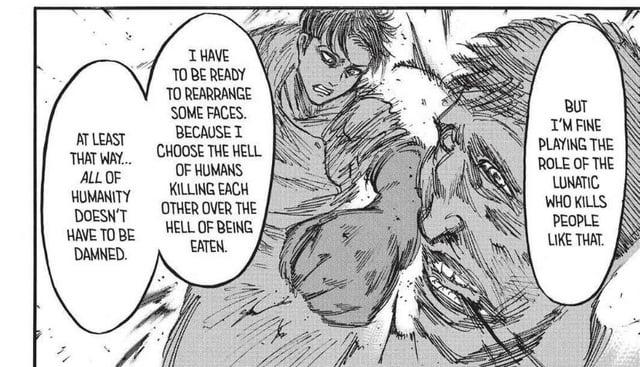 BUT
I'M FINE
PLAYING THE
ROLE OF THE
LUNATIC
WHO KILLS
PEOPLE
LIKE THAT.
I HAVE
TO BE READY
TO REARRANGE
SOME FACES.
BECAUSE I
CHOOSE THE HELL
OF HUMANS
KILLING EACH
OTHER OVER THE
HELL OF BEING
EATEN.
AT LEAST
THAT WAY...
ALL OF
HUMANITY
DOESN'T
HAVE TO BE
DAMNED.